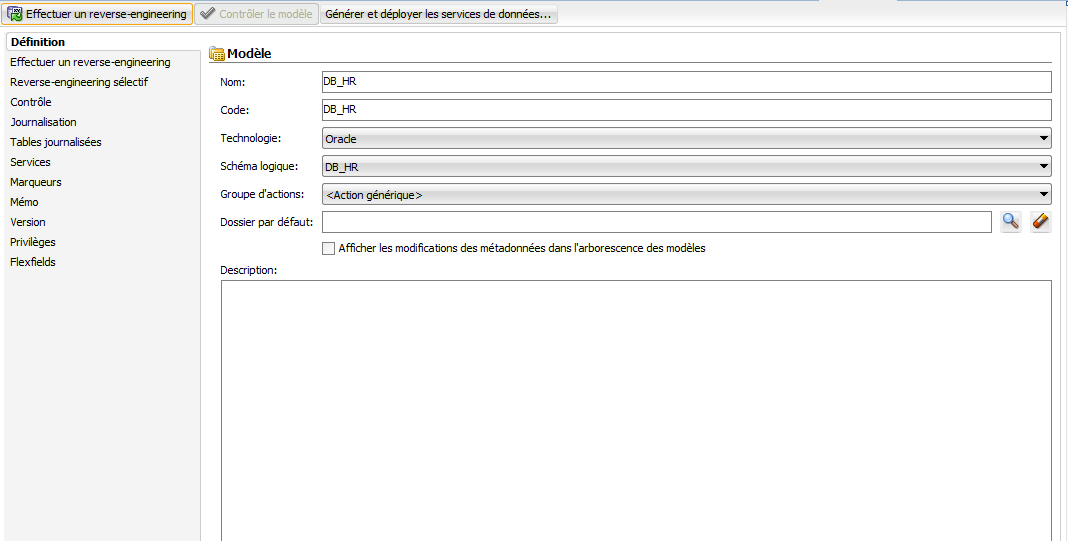 Effectuer un reverse-engineering Contrôler le modèle Générer et déployer les services de données...
Définition
Effectuer un reverse-engineering
Reverse-engineering sélectif
Contrôle
Journalisation
Tables journalisées
Services
Marqueurs
Mémo
Version
Privilèges
Flexfields
Modèle
Nom: DB_HR
Code: DB_HR
Technologie: Oracle
Schéma logique: DB_HR
Groupe d'actions: <Action générique>
Dossier par défaut:
Afficher les modifications des métadonnées dans l'arborescence des modèles
Description: